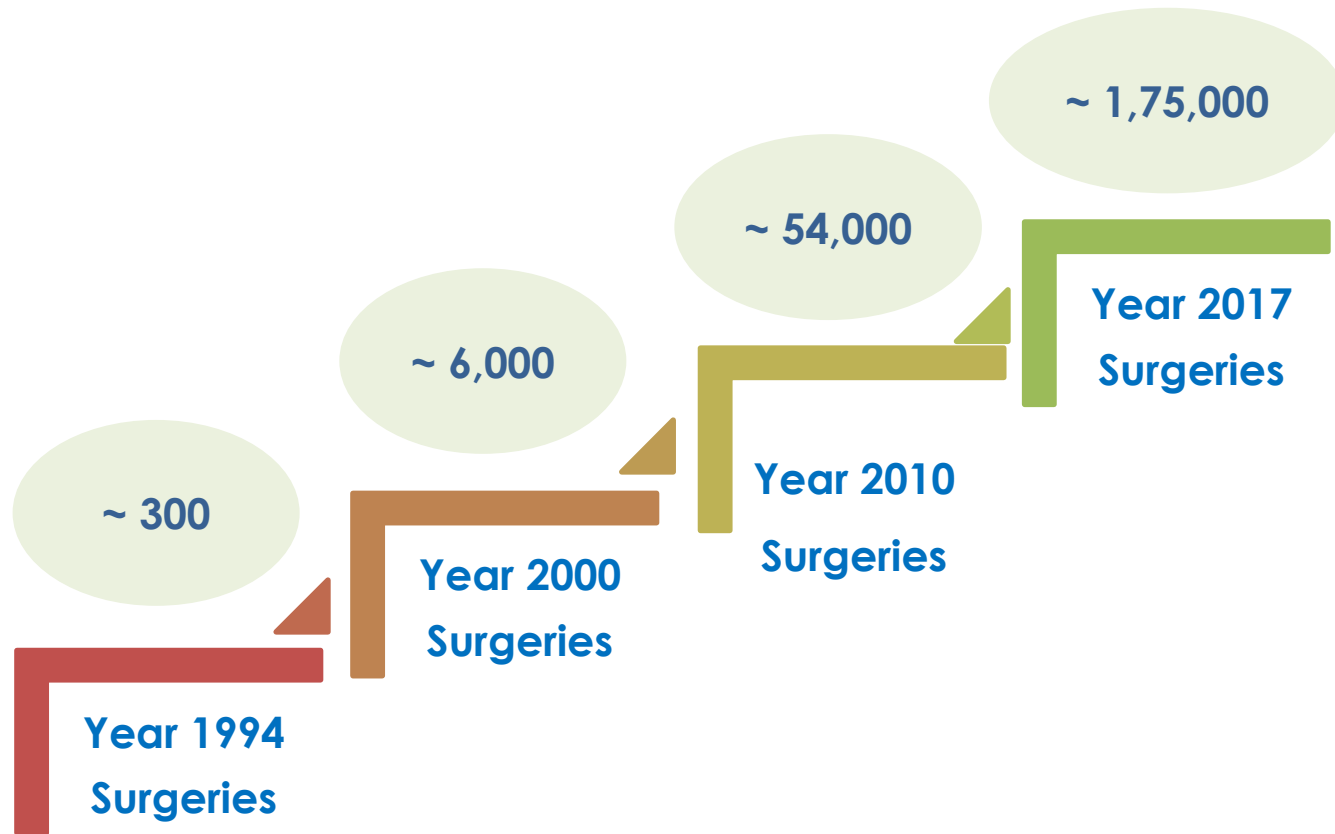 ~ 300
Year 1994
Surgeries
~ 6,000
Year 2000
Surgeries
~ 54,000
Year 2010
Surgeries
~ 1,75,000
Year 2017
Surgeries